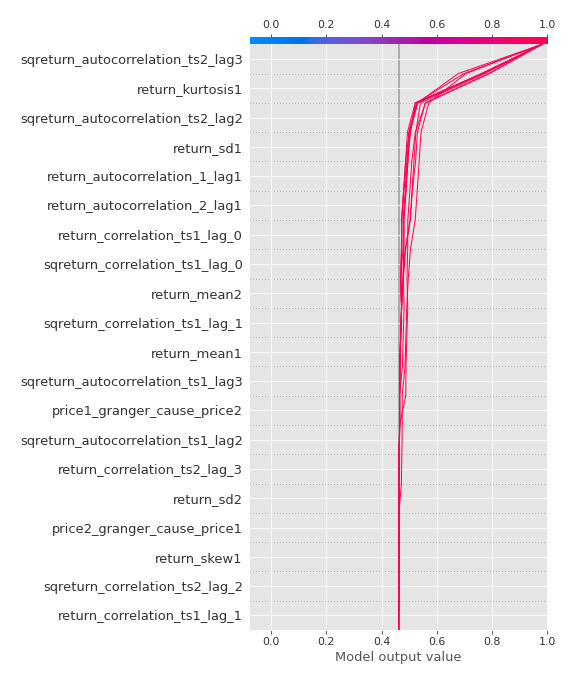 0.0 0.2 0.4 0.6 0.8 1.0
sqreturn_autocorrelation_ts2_lag3
return_kurtosis1
sqreturn_autocorrelation_ts2_lag2
return_sd1
return_autocorrelation_1_lag1
return_autocorrelation_2_lag1
return_correlation_ts1_lag_0
sqreturn_correlation_ts1_lag_0
return_mean2
sqreturn_correlation_ts1_lag_1
return_mean1
sqreturn_autocorrelation_ts1_lag3
price1_granger_cause_price2
sqreturn_autocorrelation_ts1_lag2
return_correlation_ts2_lag_3
return_sd2
price2_granger_cause_price1
return_skew1
sqreturn_correlation_ts2_lag_2
return_correlation_ts1_lag_1
0.0 0.2 0.4 0.6 0.8 1.0
Model output value